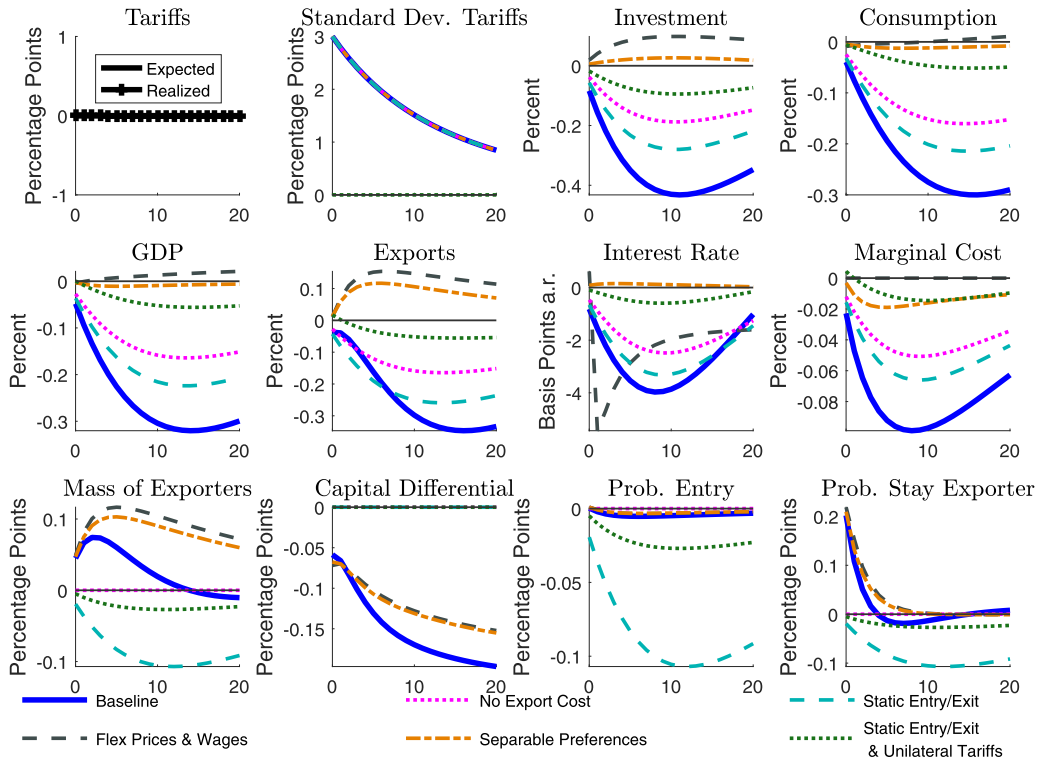 Tariffs
Standard Dev. Tariffs
Investment
Consumption
Percentage Points
1
0
-1
Expected
Realized
0
10
20
Percentage Points
3
2
1
0
0
10
20
Percent
0
-0.2
-0.4
0
10
20
Percent
0
-0.1
-0.2
-0.3
0
10
20
GDP
Exports
Interest Rate
Marginal Cost
Percent
0
-0.1
-0.2
-0.3
0
10
20
Percent
0.1
0
-0.1
-0.2
-0.3
0
10
20
Basis Points a.r.
0
-2
-4
0
10
20
Percent
0
-0.02
-0.04
-0.06
-0.08
0
10
20
Mass of Exporters
Capital Differential
Prob. Entry
Prob. Stay Exporter
Percentage Points
0.1
0
-0.1
0
10
20
Percentage Points
0
-0.05
-0.1
-0.15
0
10
20
Percentage Points
0
-0.05
-0.1
0
10
20
Percentage Points
0.2
0.1
0
-0.1
0
10
20
Baseline
No Export Cost
Static Entry/Exit
Flex Prices & Wages
Separable Preferences
Static Entry/Exit
& Unilateral Tariffs